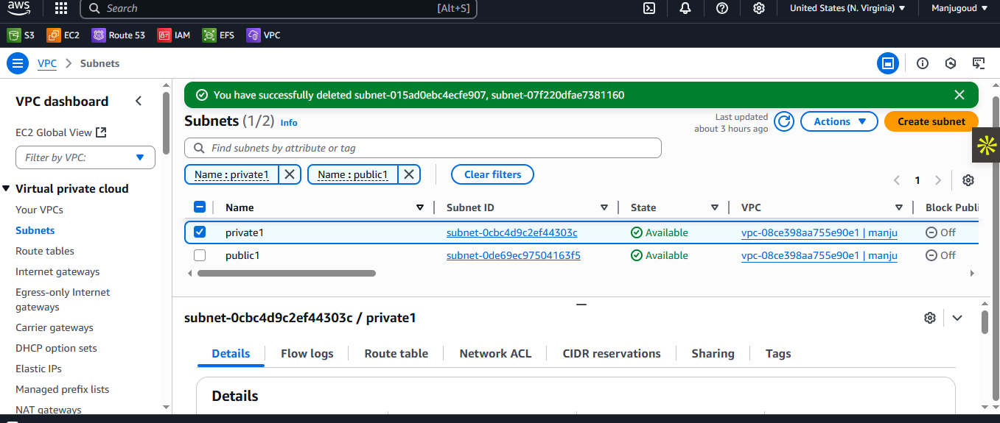 aws
Search [Alt+S] United States (N. Virginia) Manjugoud
S3 EC2 Route 53 IAM EFS VPC
VPC Subnets
VPC dashboard
EC2 Global View
Filter by VPC:
Virtual private cloud
Your VPCs
Subnets
Route tables
Internet gateways
Egress-only Internet
gateways
Carrier gateways
DHCP option sets
Elastic IPs
Managed prefix lists
NAT gateways
You have successfully deleted subnet-015ad0ebc4ecfe907, subnet-07f220dfae7381160
Subnets (1/2) Info
Last updated
about 3 hours ago
Actions
Create subnet
Find subnets by attribute or tag
Name : private1 Name : public1 Clear filters
1
Name Subnet ID State VPC Block Publi
private1 subnet-0cbc4d9c2ef44303c Available vpc-08ce398aa755e90e1 | manju Off
public1 subnet-0de69ec97504163f5 Available vpc-08ce398aa755e90e1 | manju Off
subnet-0cbc4d9c2ef44303c / private1
Details Flow logs Route table Network ACL CIDR reservations Sharing Tags
Details